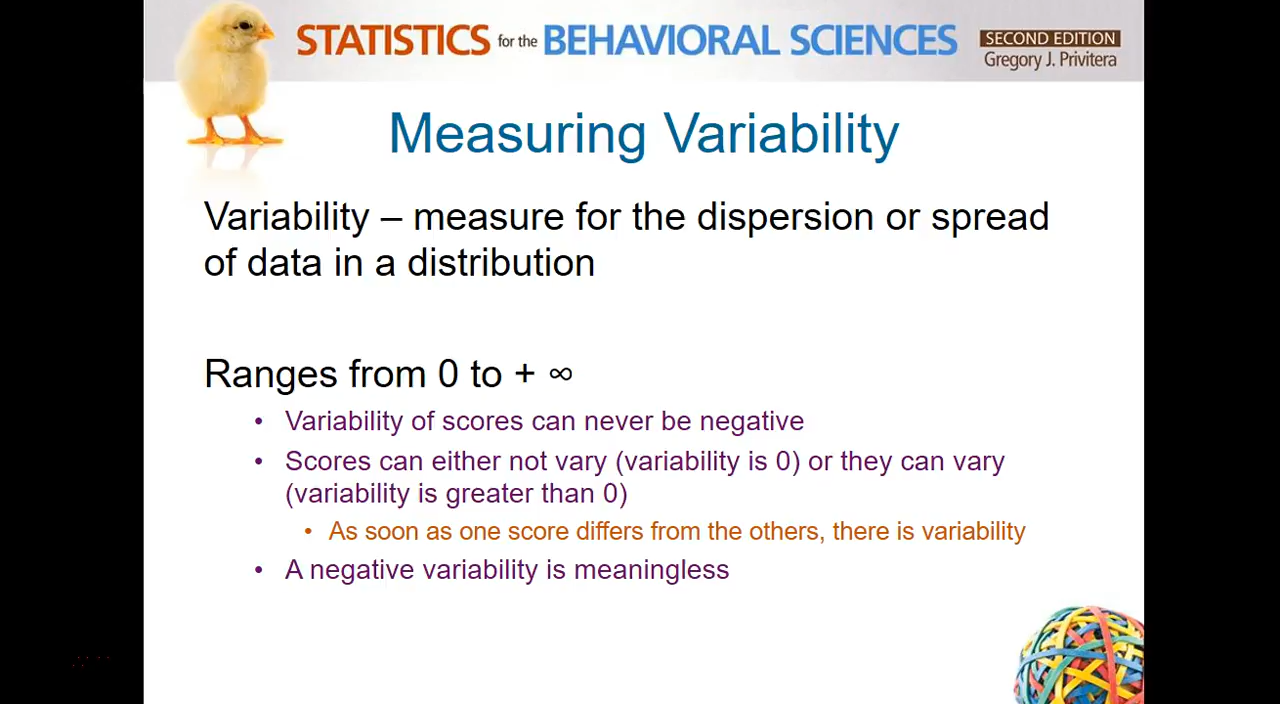 STATISTICS for the BEHAVIORAL SCIENCES
SECOND EDITION
Gregory J. Privitera
Measuring Variability
Variability – measure for the dispersion or spread
of data in a distribution
Ranges from 0 to + ∞
• Variability of scores can never be negative
• Scores can either not vary (variability is 0) or they can vary
(variability is greater than 0)
• As soon as one score differs from the others, there is variability
• A negative variability is meaningless